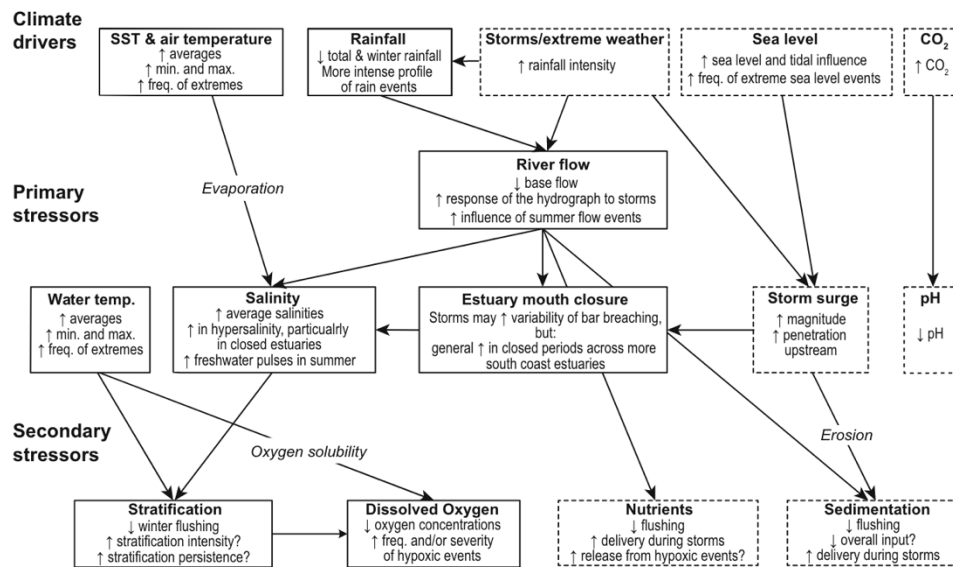 Climate
drivers
SST & air temperature
↑ averages
↑ min. and max.
↑ freq. of extremes
Rainfall
↓ total & winter rainfall
More intense profile
of rain events
Storms/extreme weather
↑ rainfall intensity
Sea level
↑ sea level and tidal influence
↑ freq. of extreme sea level events
CO₂
↑ CO₂
River flow
↓ base flow
↑ response of the hydrograph to storms
↑ influence of summer flow events
Evaporation
Primary
stressors
Water temp.
↑ averages
↑ min. and max.
↑ freq. of extremes
Salinity
↑ average salinities
↑ in hypersalinity, particualrly
in closed estuaries
↑ freshwater pulses in summer
Estuary mouth closure
Storms may ↑ variability of bar breaching,
but:
general ↑ in closed periods across more
south coast estuaries
Storm surge
↑ magnitude
↑ penetration
upstream
pH
↓ pH
Secondary
stressors
Oxygen solubility
Erosion
Stratification
↓ winter flushing
↑ stratification intensity?
↑ stratification persistence?
Dissolved Oxygen
↓ oxygen concentrations
↑ freq. and/or severity
of hypoxic events
Nutrients
↓ flushing
↑ delivery during storms
↑ release from hypoxic events?
Sedimentation
↓ flushing
↓ overall input?
↑ delivery during storms